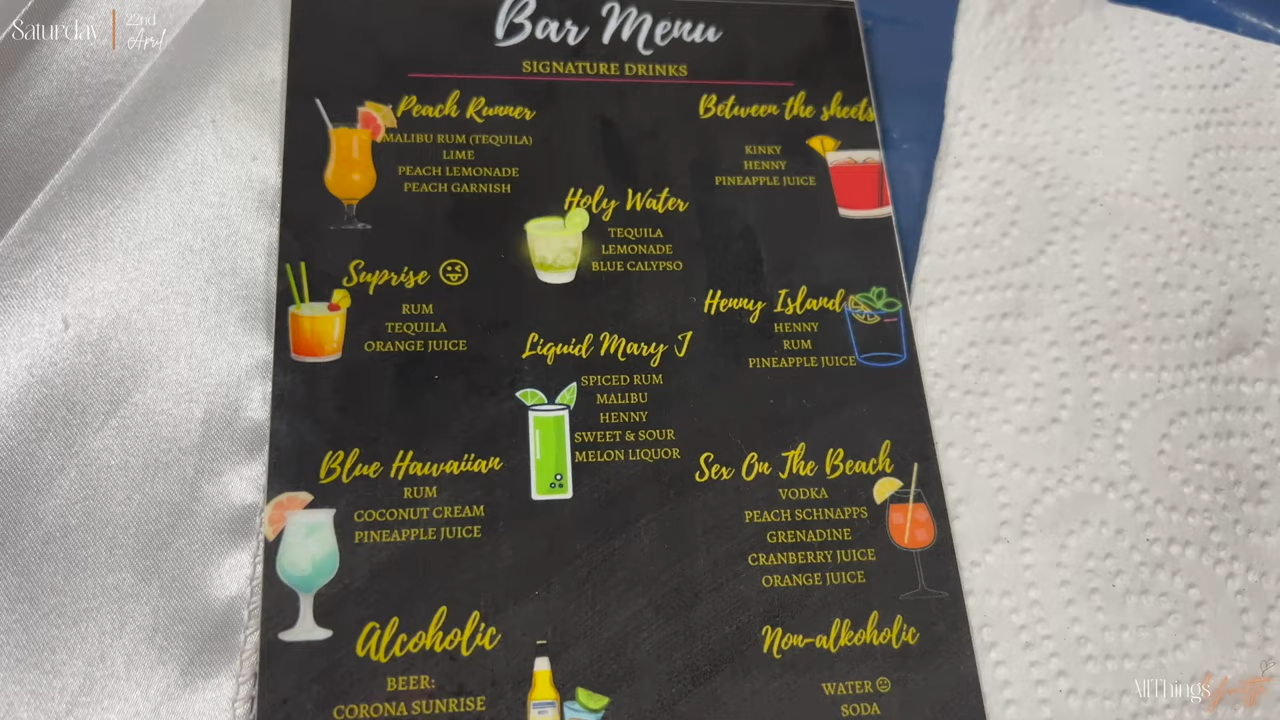 Saturday
22nd
April
Bar Menu
SIGNATURE DRINKS
Peach Runner
MALIBU RUM (TEQUILA)
LIME
PEACH LEMONADE
PEACH GARNISH
Between the sheets
KINKY
HENNY
PINEAPPLE JUICE
Holy Water
TEQUILA
LEMONADE
BLUE CALYPSO
Suprise 😜
RUM
TEQUILA
ORANGE JUICE
Henny Island
HENNY
RUM
PINEAPPLE JUICE
Liquid Mary J
SPICED RUM
MALIBU
HENNY
SWEET & SOUR
MELON LIQUOR
Blue Hawaiian
RUM
COCONUT CREAM
PINEAPPLE JUICE
Sex On The Beach
VODKA
PEACH SCHNAPPS
GRENADINE
CRANBERRY JUICE
ORANGE JUICE
Alcoholic
BEER:
CORONA SUNRISE
Non-alkoholic
WATER 😐
SODA
AllThings